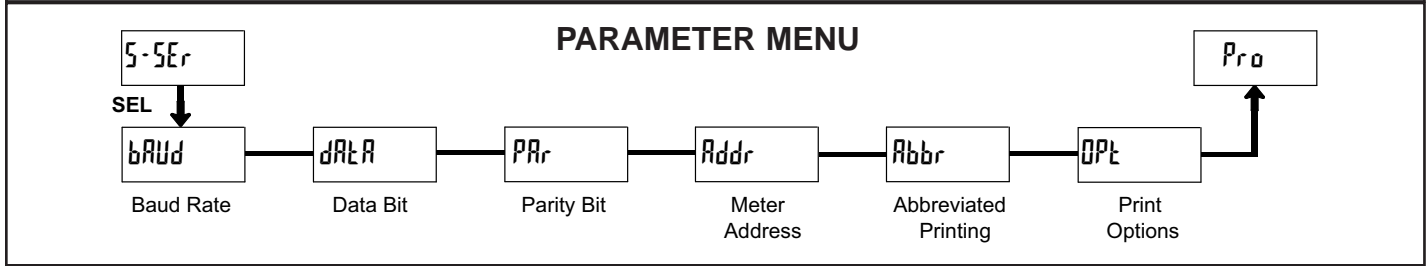 PARAMETER MENU
5-SEr
Pro
SEL
bAUd
dAtA
PAr
Addr
Abbr
OPt
Baud Rate
Data Bit
Parity Bit
Meter
Address
Abbreviated
Printing
Print
Options